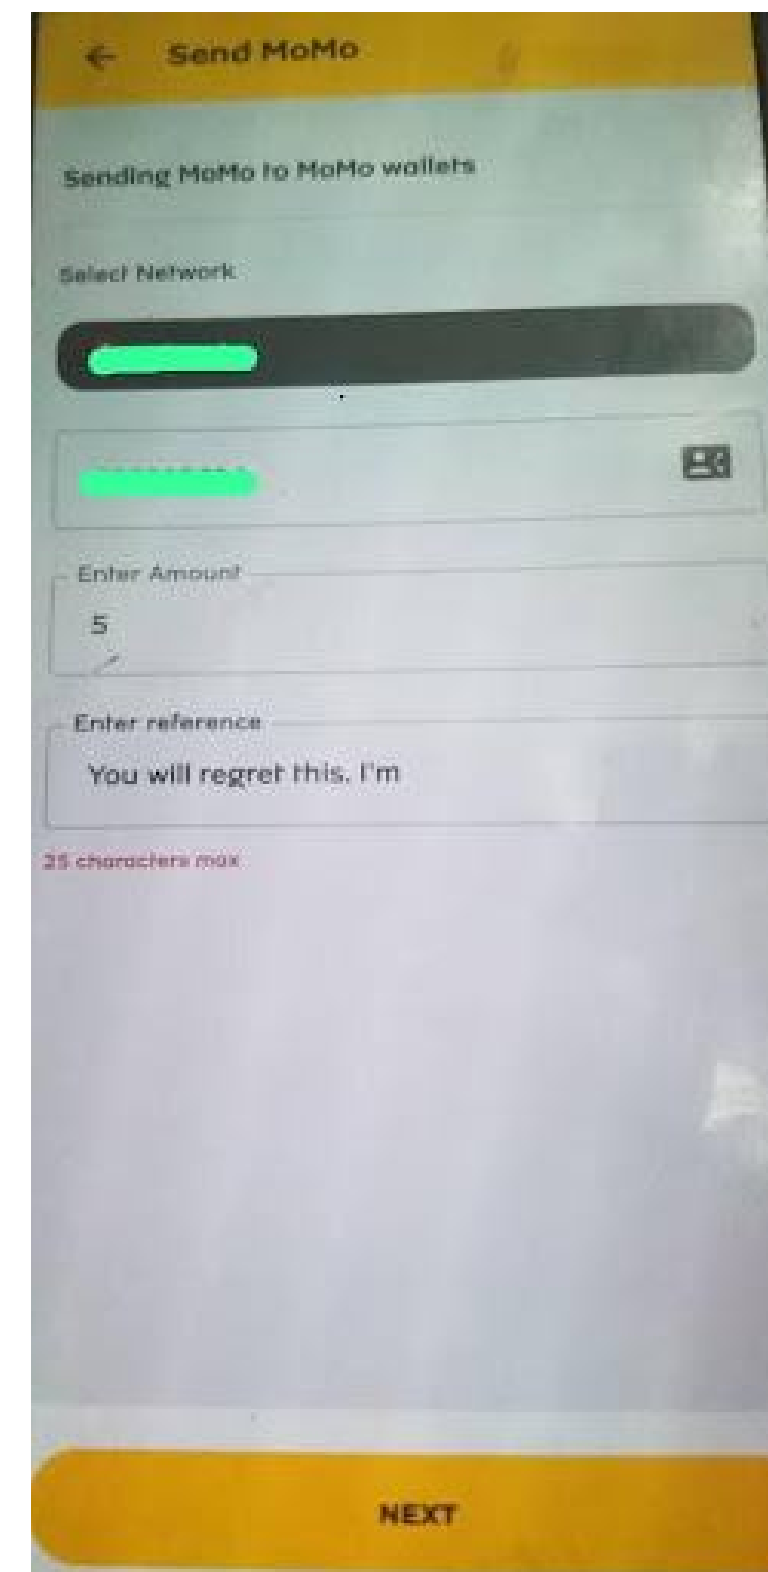 Send MoMo
Sending MoMo to MoMo wallets
Select Network
Enter Amount
5
Enter reference
You will regret this. I'm
25 characters max
NEXT